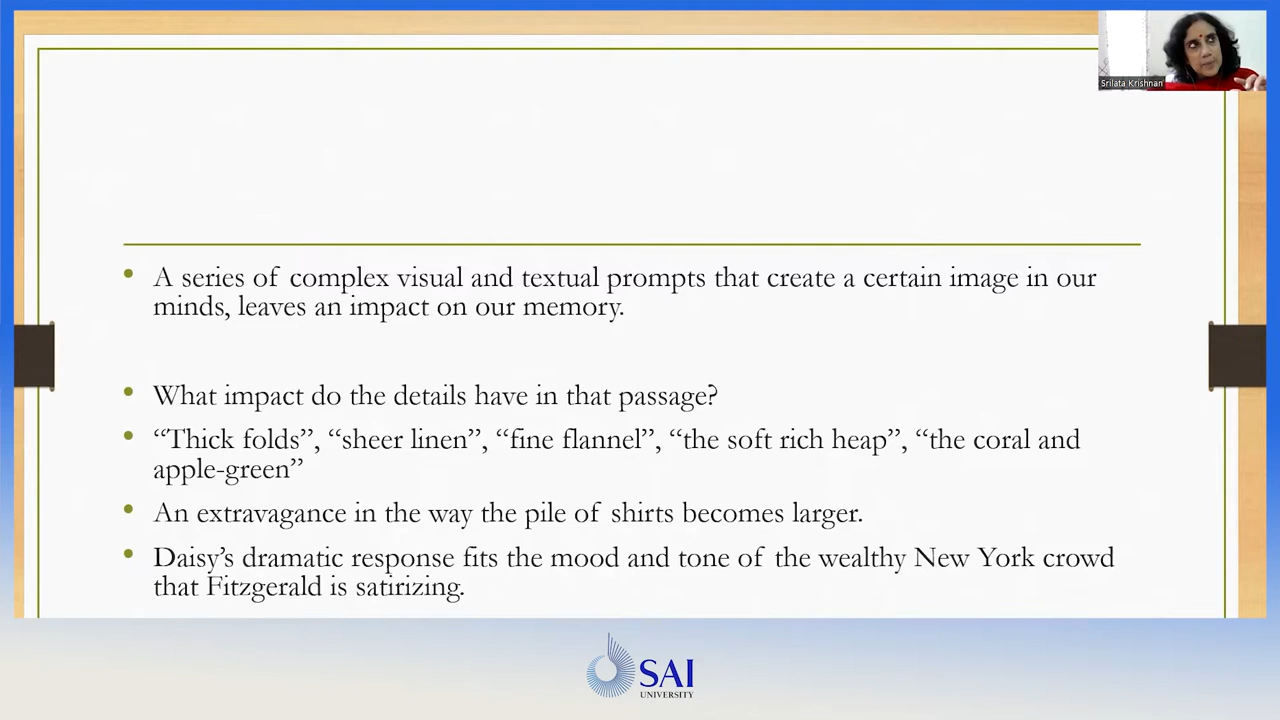 Srilata Krishnan
A series of complex visual and textual prompts that create a certain image in our
minds, leaves an impact on our memory.
What impact do the details have in that passage?
“Thick folds”, “sheer linen”, “fine flannel”, “the soft rich heap”, “the coral and
apple-green”
An extravagance in the way the pile of shirts becomes larger.
Daisy’s dramatic response fits the mood and tone of the wealthy New York crowd
that Fitzgerald is satirizing.
SAI
UNIVERSITY